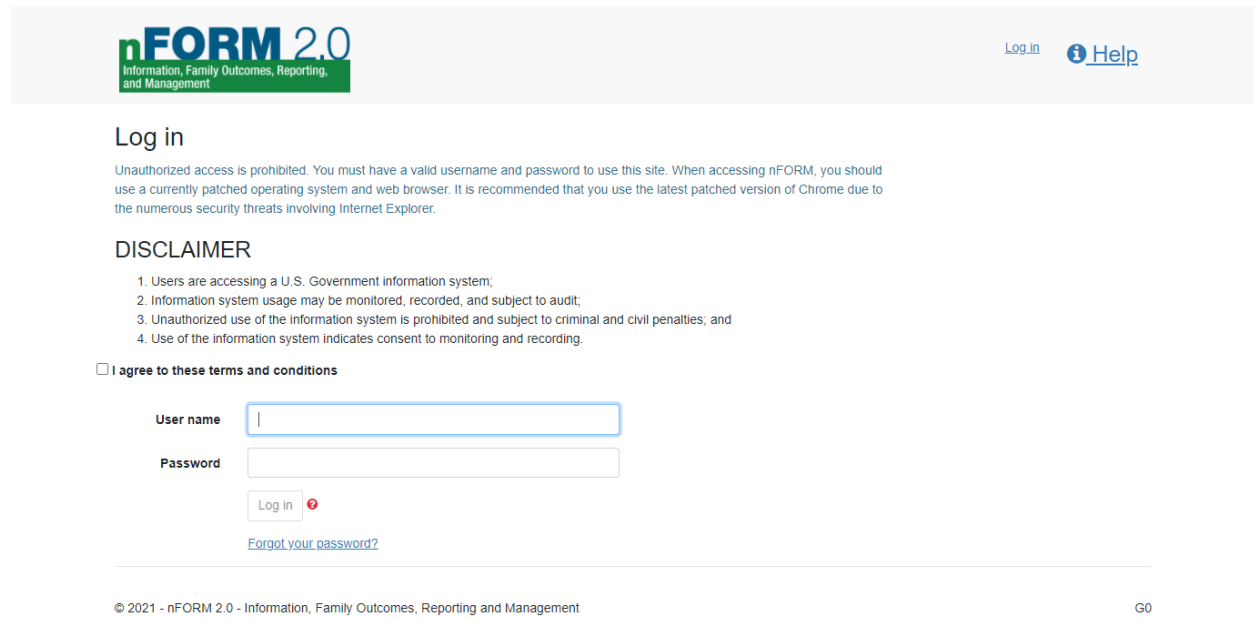 nFORM 2.0
Information, Family Outcomes, Reporting,
and Management
Log in
Help
Log in
Unauthorized access is prohibited. You must have a valid username and password to use this site. When accessing nFORM, you should
use a currently patched operating system and web browser. It is recommended that you use the latest patched version of Chrome due to
the numerous security threats involving Internet Explorer.
DISCLAIMER
1. Users are accessing a U.S. Government information system;
2. Information system usage may be monitored, recorded, and subject to audit;
3. Unauthorized use of the information system is prohibited and subject to criminal and civil penalties; and
4. Use of the information system indicates consent to monitoring and recording.
I agree to these terms and conditions
User name
Password
Log in
Forgot your password?
© 2021 - nFORM 2.0 - Information, Family Outcomes, Reporting and Management
G0